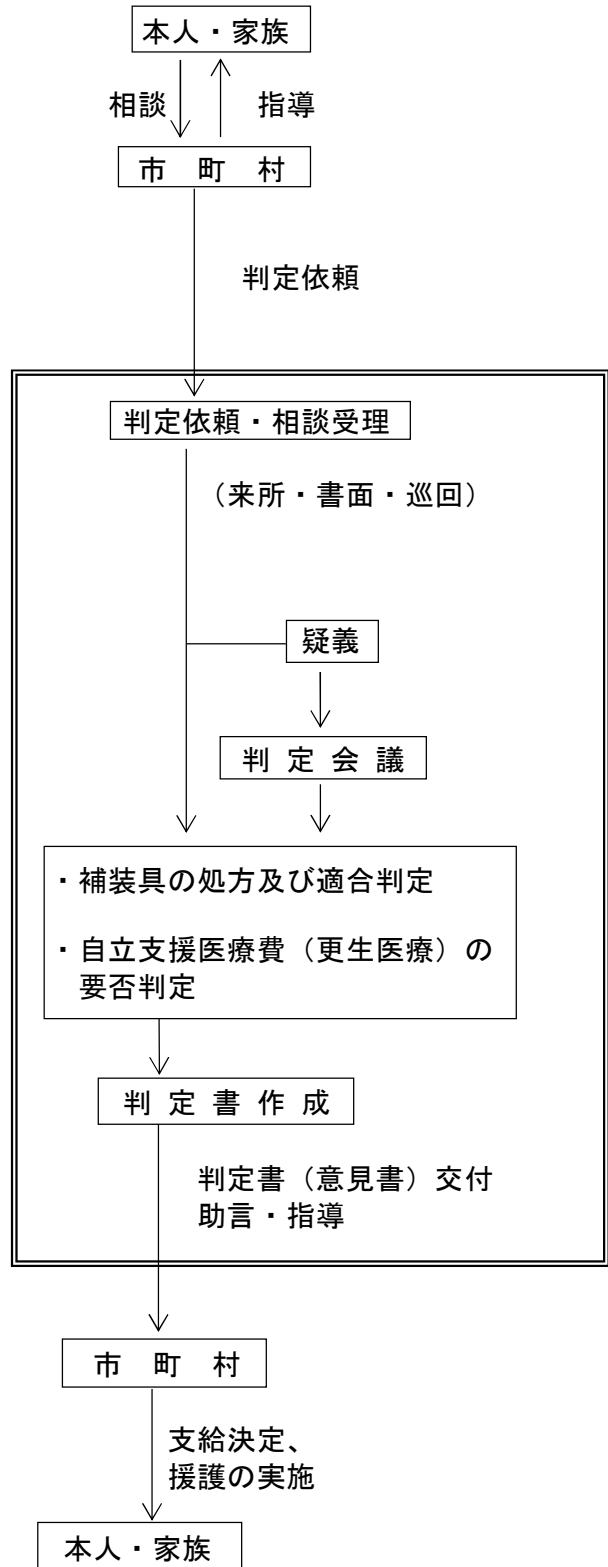 本人・家族
相談
指導
市町村
判定依頼
判定依頼・相談受理
（来所・書面・巡回）
疑義
判定会議
・補装具の処方及び適合判定
・自立支援医療費（更生医療）の
要否判定
判定書作成
判定書（意見書）交付
助言・指導
市町村
支給決定、
援護の実施
本人・家族